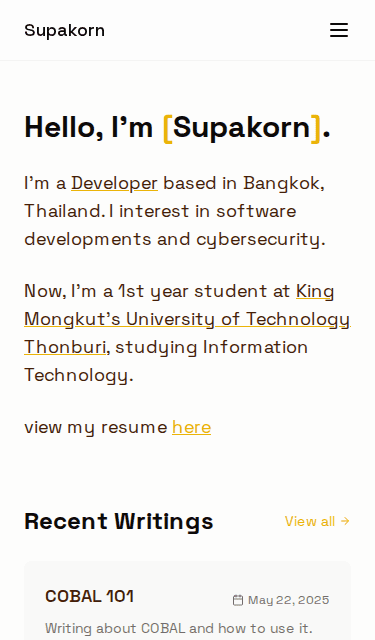 Supakorn
Hello, I'm [Supakorn].
I'm a Developer based in Bangkok,
Thailand. I interest in software
developments and cybersecurity.
Now, I'm a 1st year student at King
Mongkut's University of Technology
Thonburi, studying Information
Technology.
view my resume here
Recent Writings
View all →
COBAL 101
May 22, 2025
Writing about COBAL and how to use it.